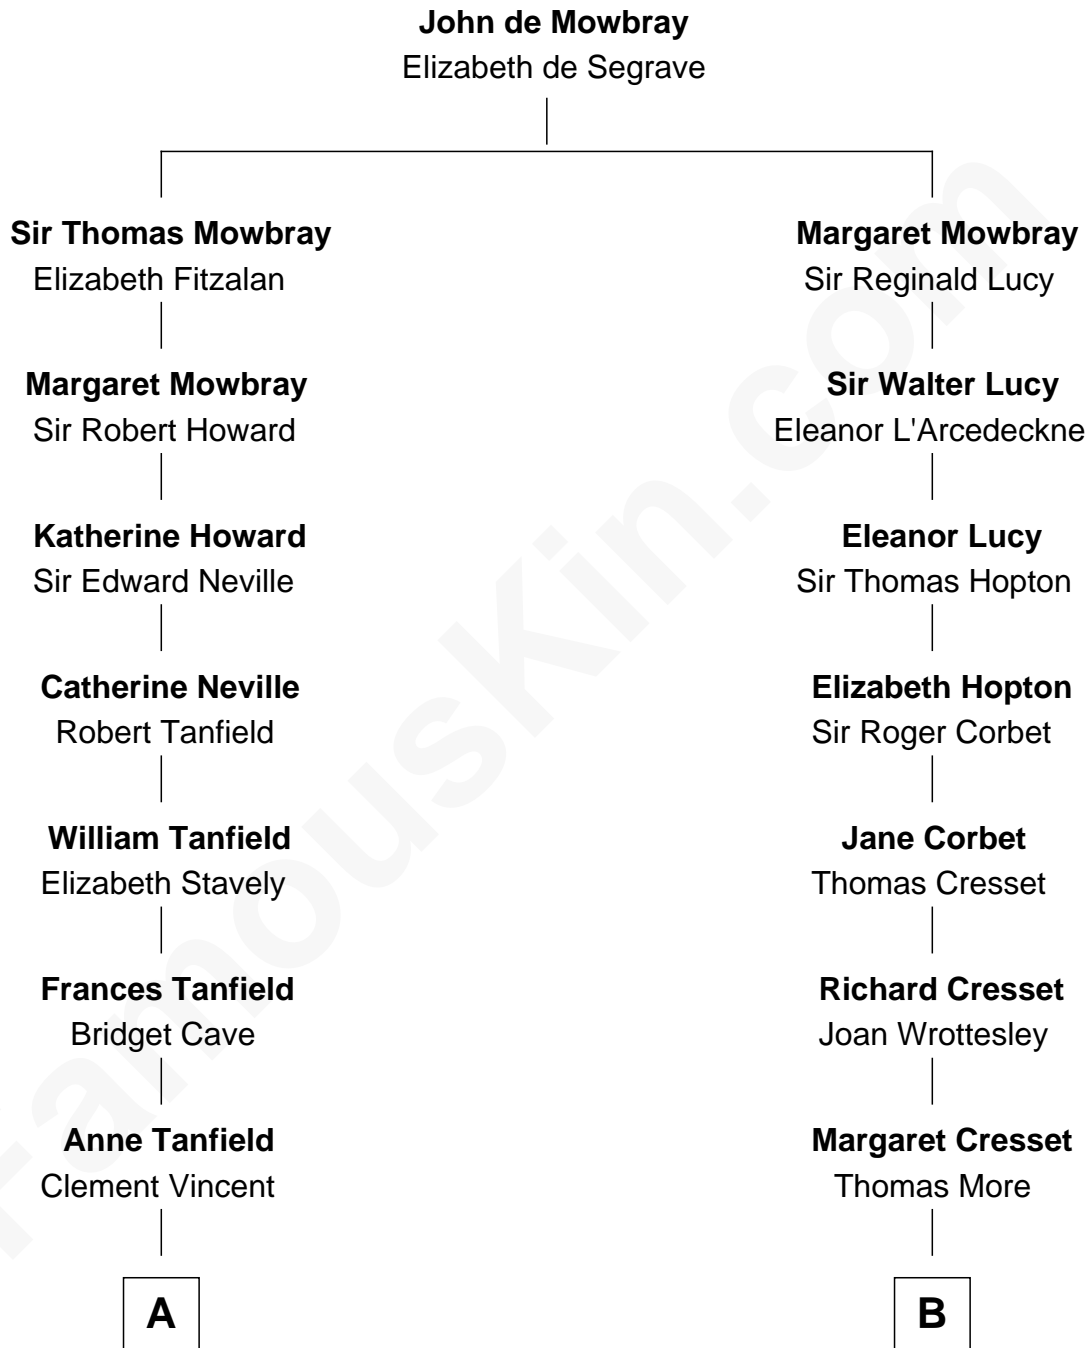 John de Mowbray
Elizabeth de Segrave
Sir Thomas Mowbray
Elizabeth Fitzalan
Margaret Mowbray
Sir Reginald Lucy
Margaret Mowbray
Sir Robert Howard
Sir Walter Lucy
Eleanor L'Arcedeckne
Katherine Howard
Sir Edward Neville
Eleanor Lucy
Sir Thomas Hopton
Catherine Neville
Robert Tanfield
Elizabeth Hopton
Sir Roger Corbet
William Tanfield
Elizabeth Stavely
Jane Corbet
Thomas Cresset
Frances Tanfield
Bridget Cave
Richard Cresset
Joan Wrottesley
Anne Tanfield
Clement Vincent
Margaret Cresset
Thomas More
A
B
FamousKin.com